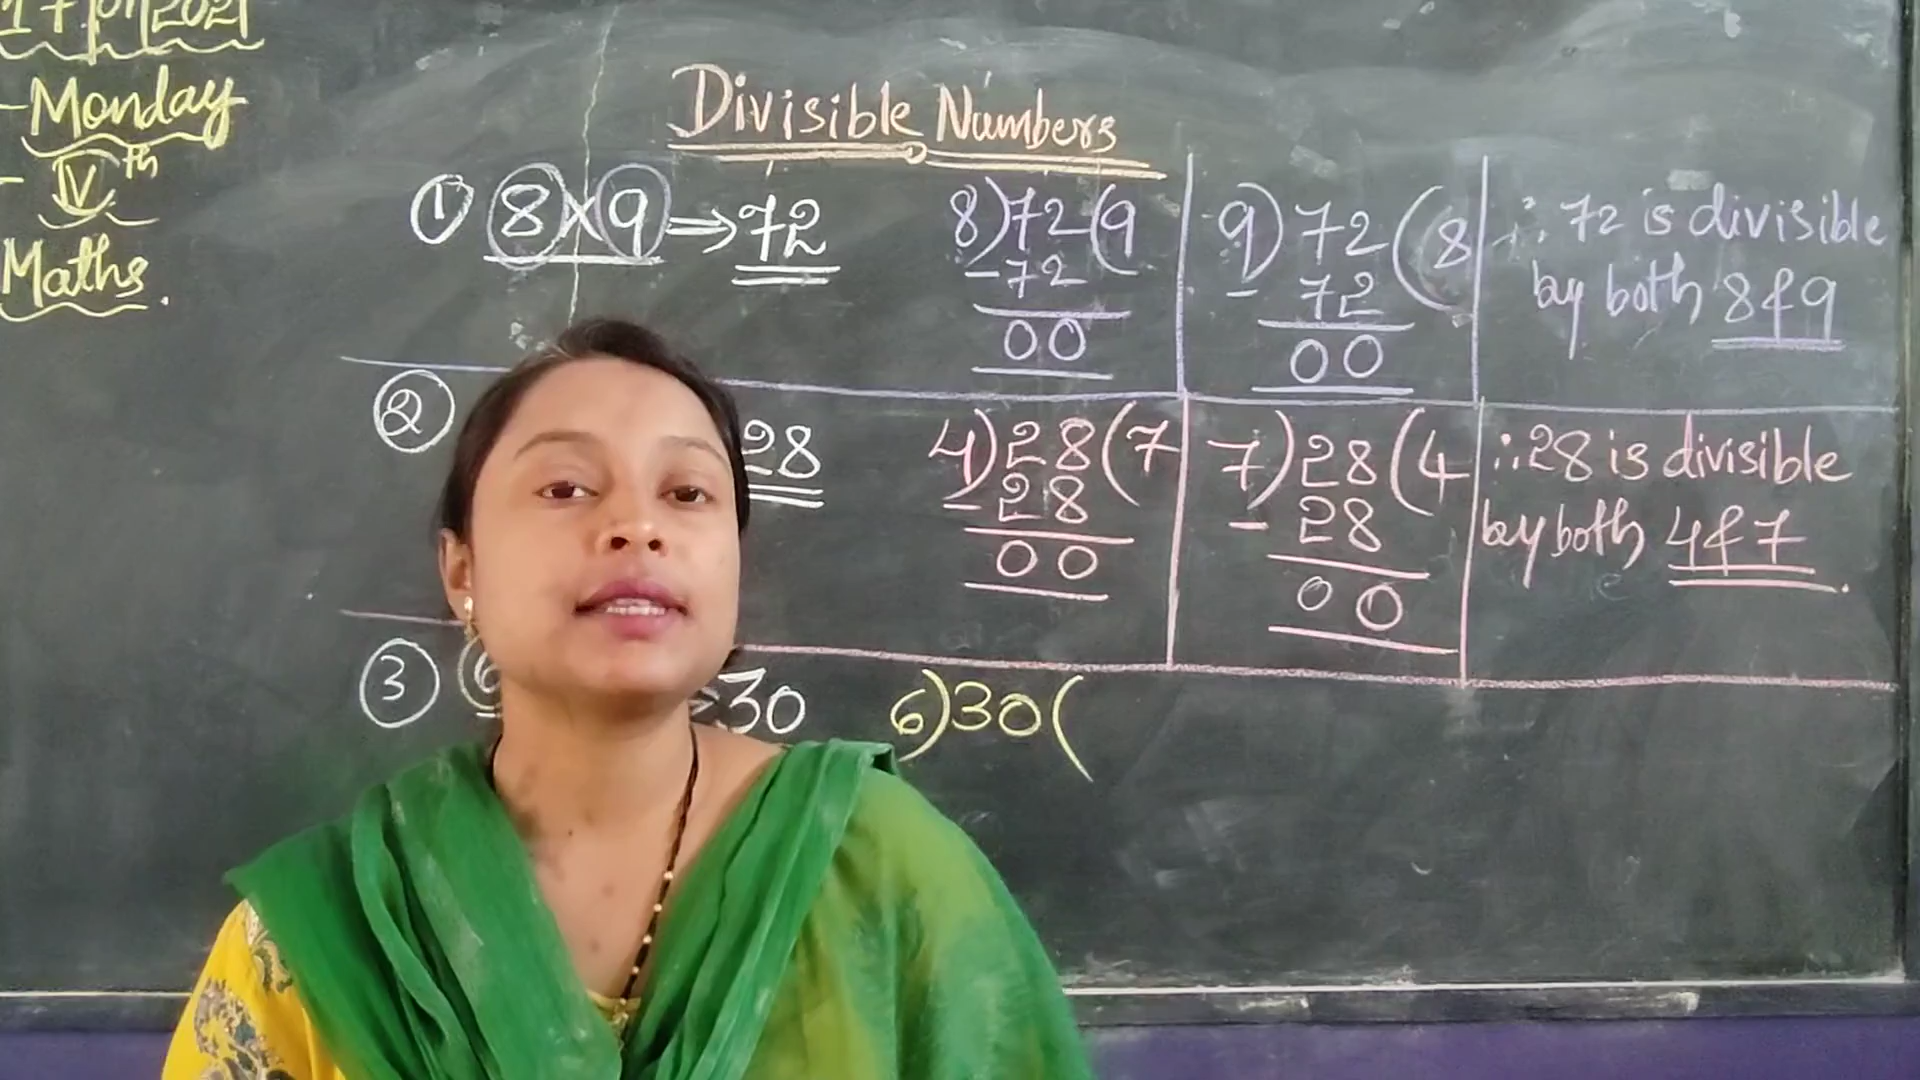 Monday
IVth
Maths.
Divisible Numbers
① 8×9 ⇒ 72
8)72(9
-72
00
9)72(8
- 72
00
∴ 72 is divisible
by both 8 & 9
②
28
4)28(7
-28
00
7)28(4
- 28
00
∴ 28 is divisible
by both 4 & 7.
③ 6
30
6)30(